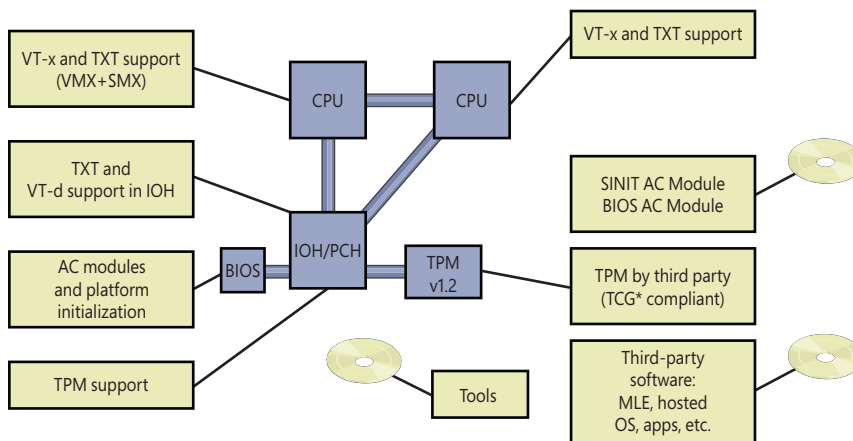 VT-x and TXT support
(VMX+SMX)
CPU
CPU
VT-x and TXT support
TXT and
VT-d support in IOH
SINIT AC Module
BIOS AC Module
IOH/PCH
BIOS
TPM
v1.2
AC modules
and platform
initialization
TPM by third party
(TCG* compliant)
TPM support
Tools
Third-party
software:
MLE, hosted
OS, apps, etc.